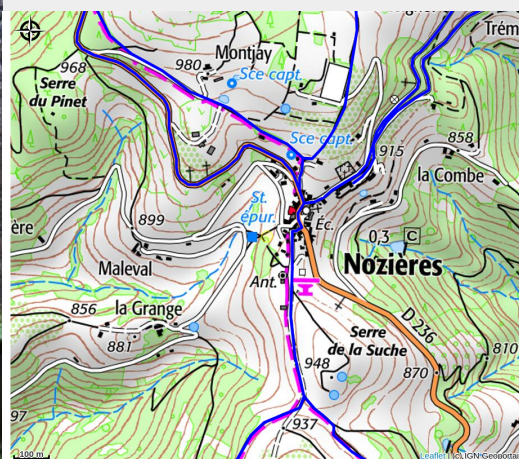 Montjay
980
Sce capt.
968
Serre
du Pinet
Sce capt.
915
858
la Combe
St.
épur.
899
Éc.
ère
0,3
C
Maleval
Nozières
Ant.
856
la Grange
D 236
881
Serre
de la Suche
810
948
870
97
937
100 m
Leaflet | (c) IGN Geoportail